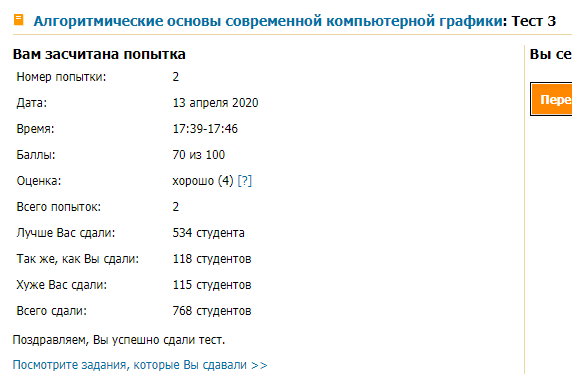 Алгоритмические основы современной компьютерной графики: Тест 3
Вам засчитана попытка
Номер попытки: 2
Дата: 13 апреля 2020
Время: 17:39-17:46
Баллы: 70 из 100
Оценка: хорошо (4) [?]
Всего попыток: 2
Лучше Вас сдали: 534 студента
Так же, как Вы сдали: 118 студентов
Хуже Вас сдали: 115 студентов
Всего сдали: 768 студентов
Поздравляем, Вы успешно сдали тест.
Посмотрите задания, которые Вы сдавали >>
Вы се
Пере